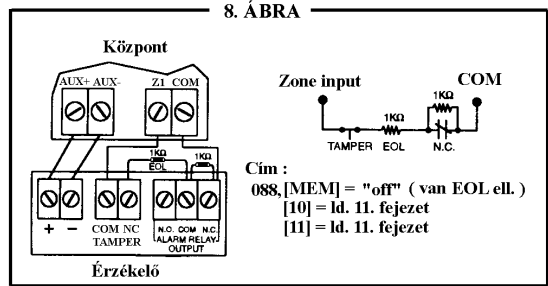 8. ÁBRA
Központ
AUX+ AUX- Z1 COM
1KΩ
EOL
1KΩ
+ - COM NC N.O. COM N.C.
TAMPER ALARM RELAY
OUTPUT
Érzékelő
Zone input COM
1KΩ
1KΩ
TAMPER EOL N.C.
Cím :
088, [MEM] = "off" ( van EOL ell. )
[10] = ld. 11. fejezet
[11] = ld. 11. fejezet